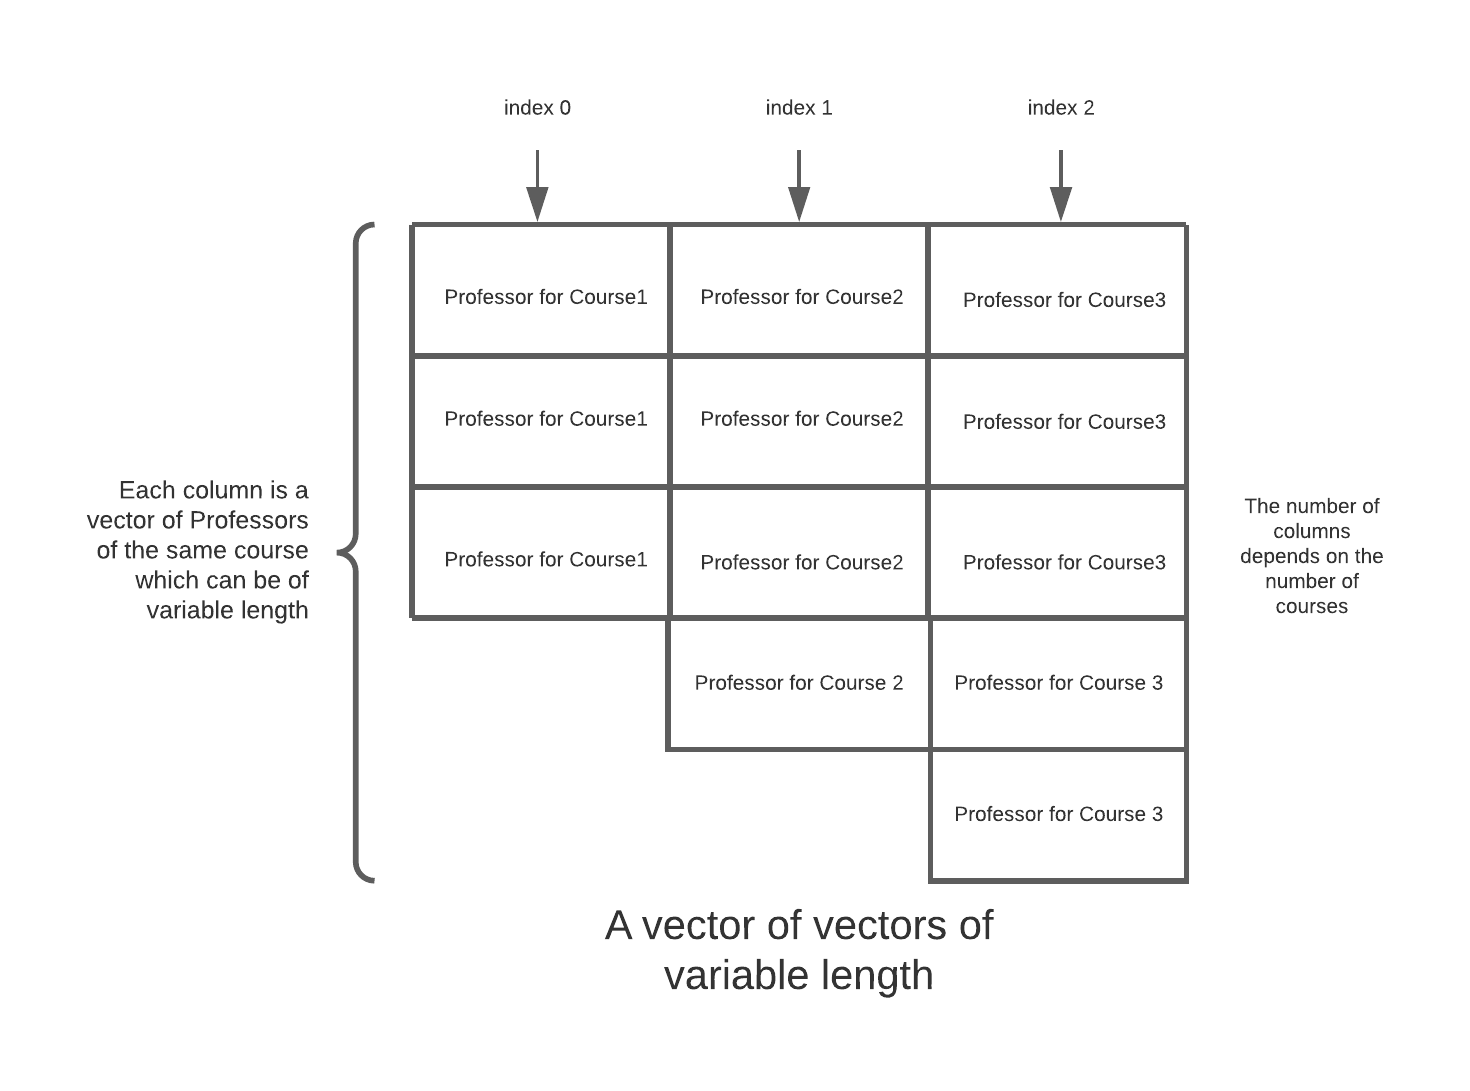 index 0
index 1
index 2
Professor for Course1
Professor for Course2
Professor for Course3
Professor for Course1
Professor for Course2
Professor for Course3
Each column is a
vector of Professors
of the same course
which can be of
variable length
Professor for Course1
Professor for Course2
Professor for Course3
The number of
columns
depends on the
number of
courses
Professor for Course 2
Professor for Course 3
Professor for Course 3
A vector of vectors of
variable length